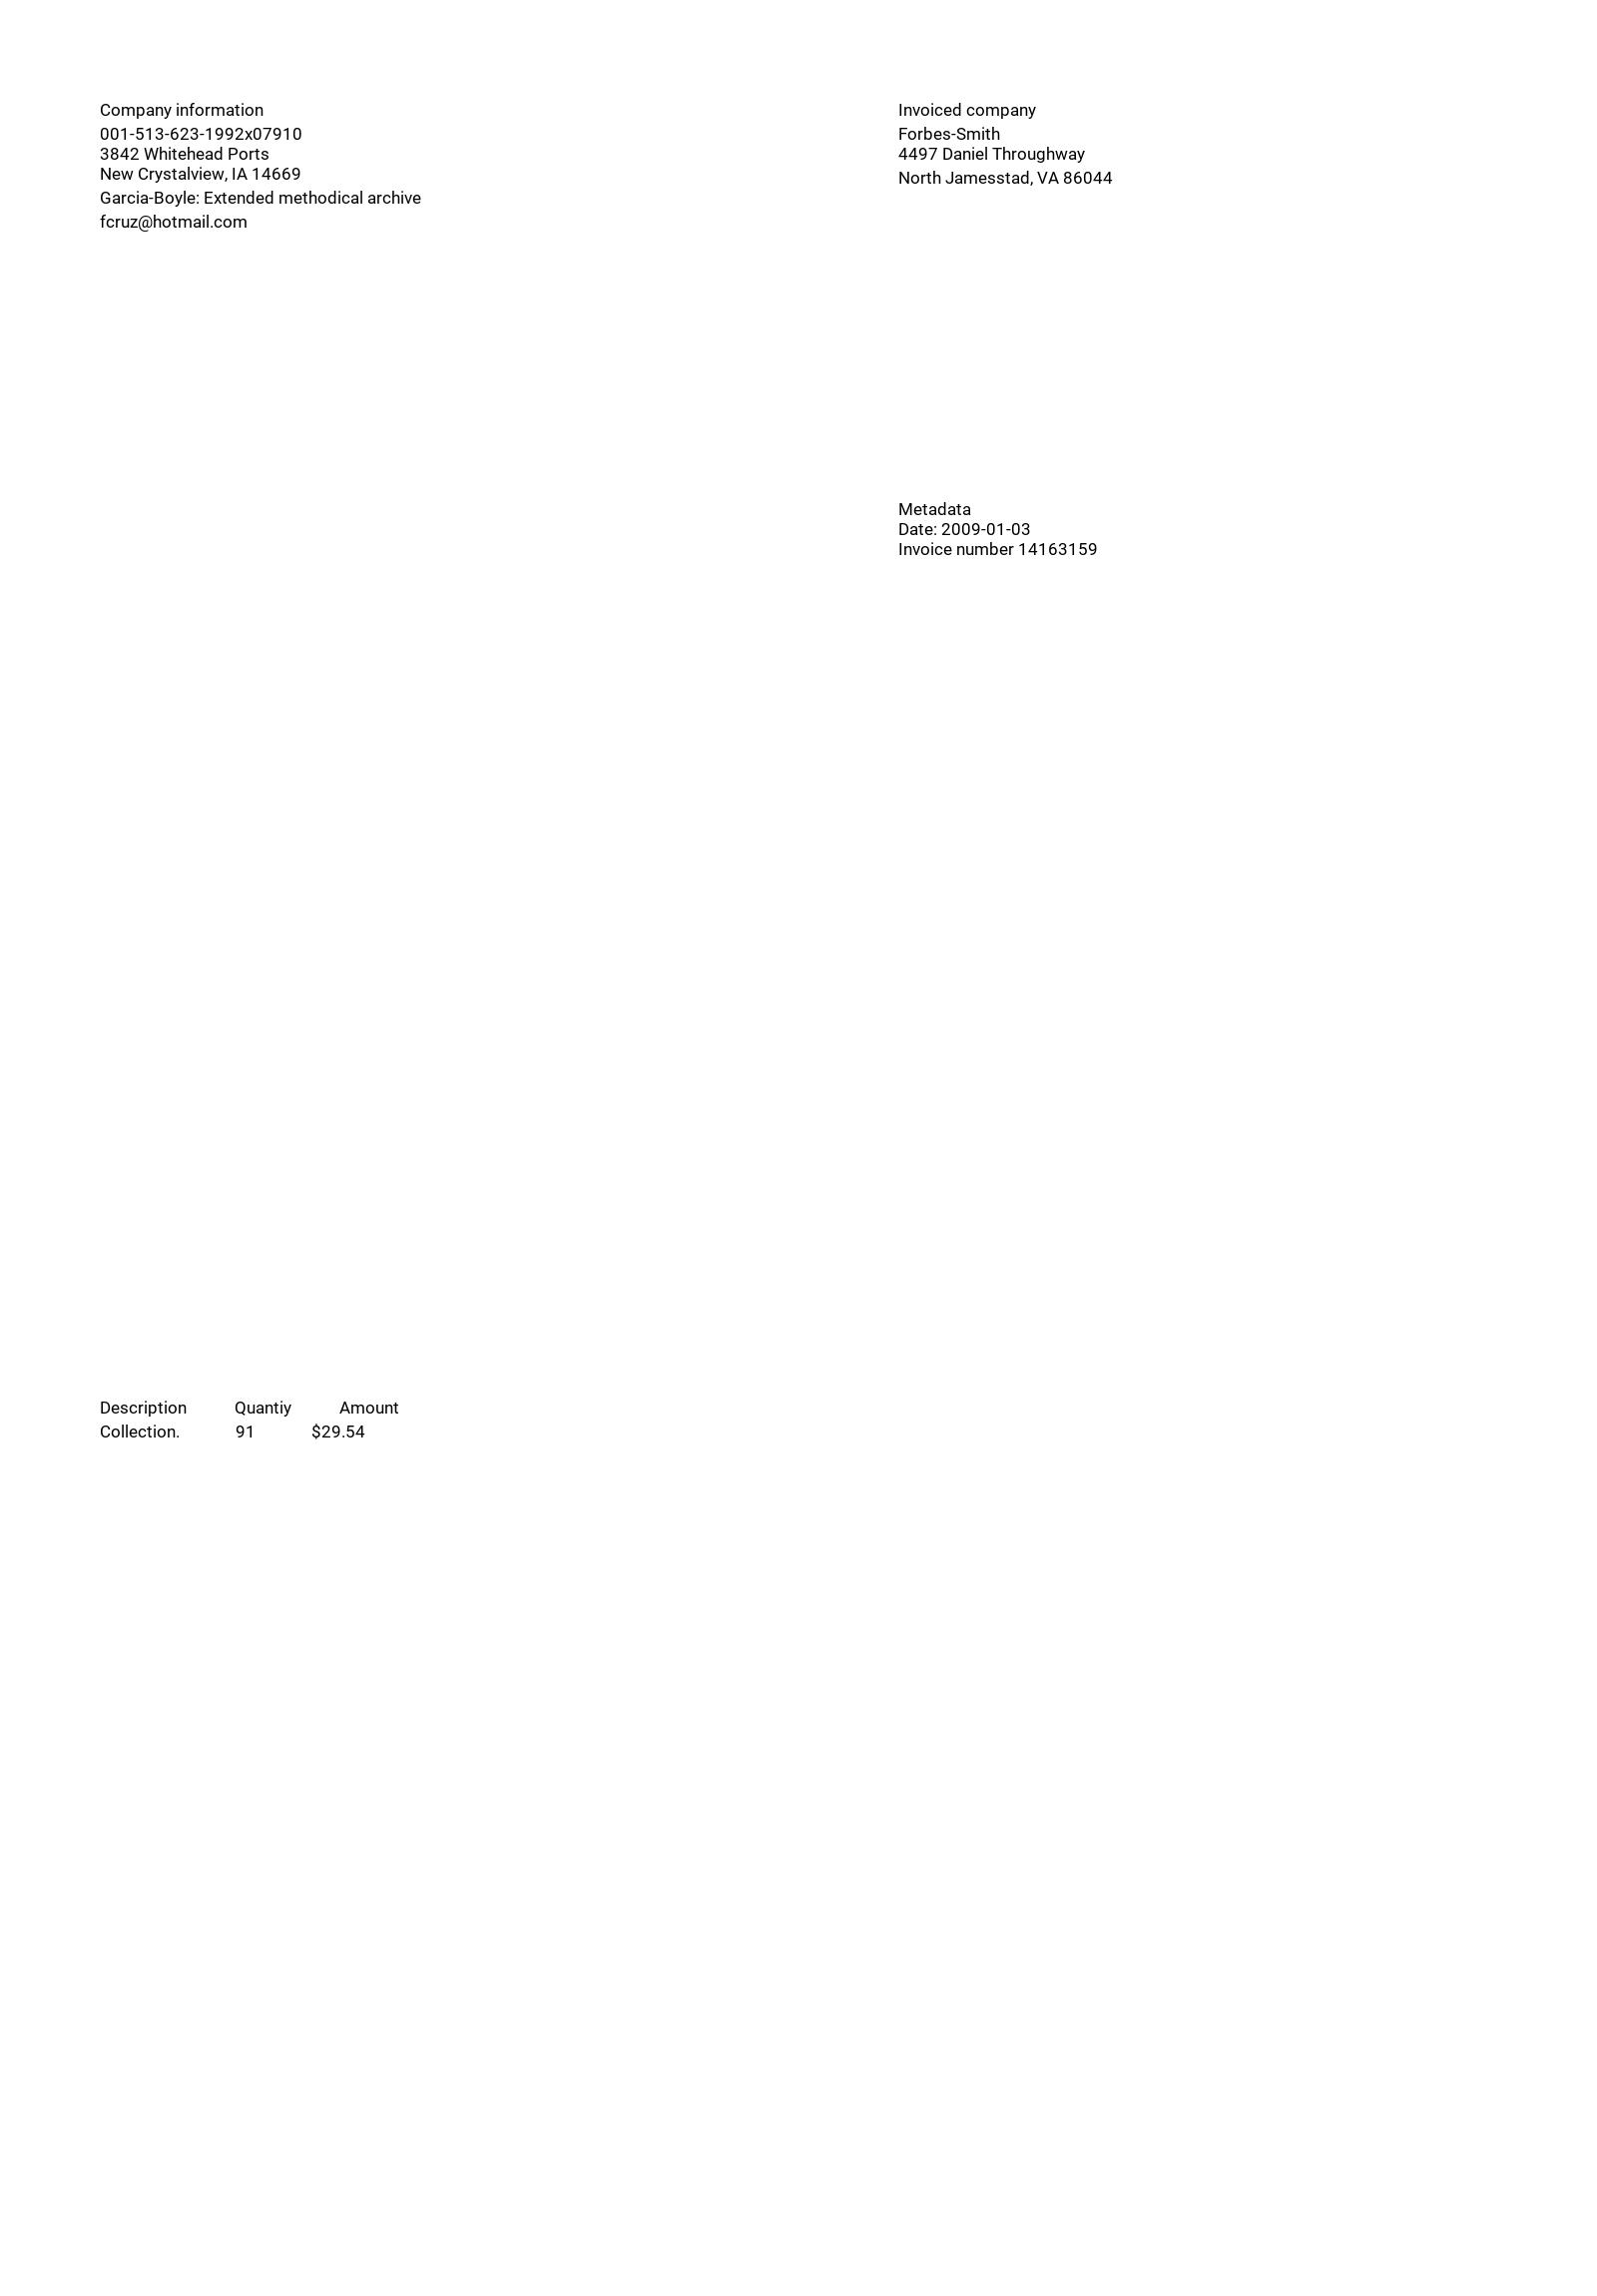 Company information
001-513-623-1992x07910
3842 Whitehead Ports
New Crystalview, IA 14669
Garcia-Boyle: Extended methodical archive
fcruz@hotmail.com
Invoiced company
Forbes-Smith
4497 Daniel Throughway
North Jamesstad, VA 86044
Metadata
Date: 2009-01-03
Invoice number 14163159
Description Quantiy Amount
Collection. 91 $29.54